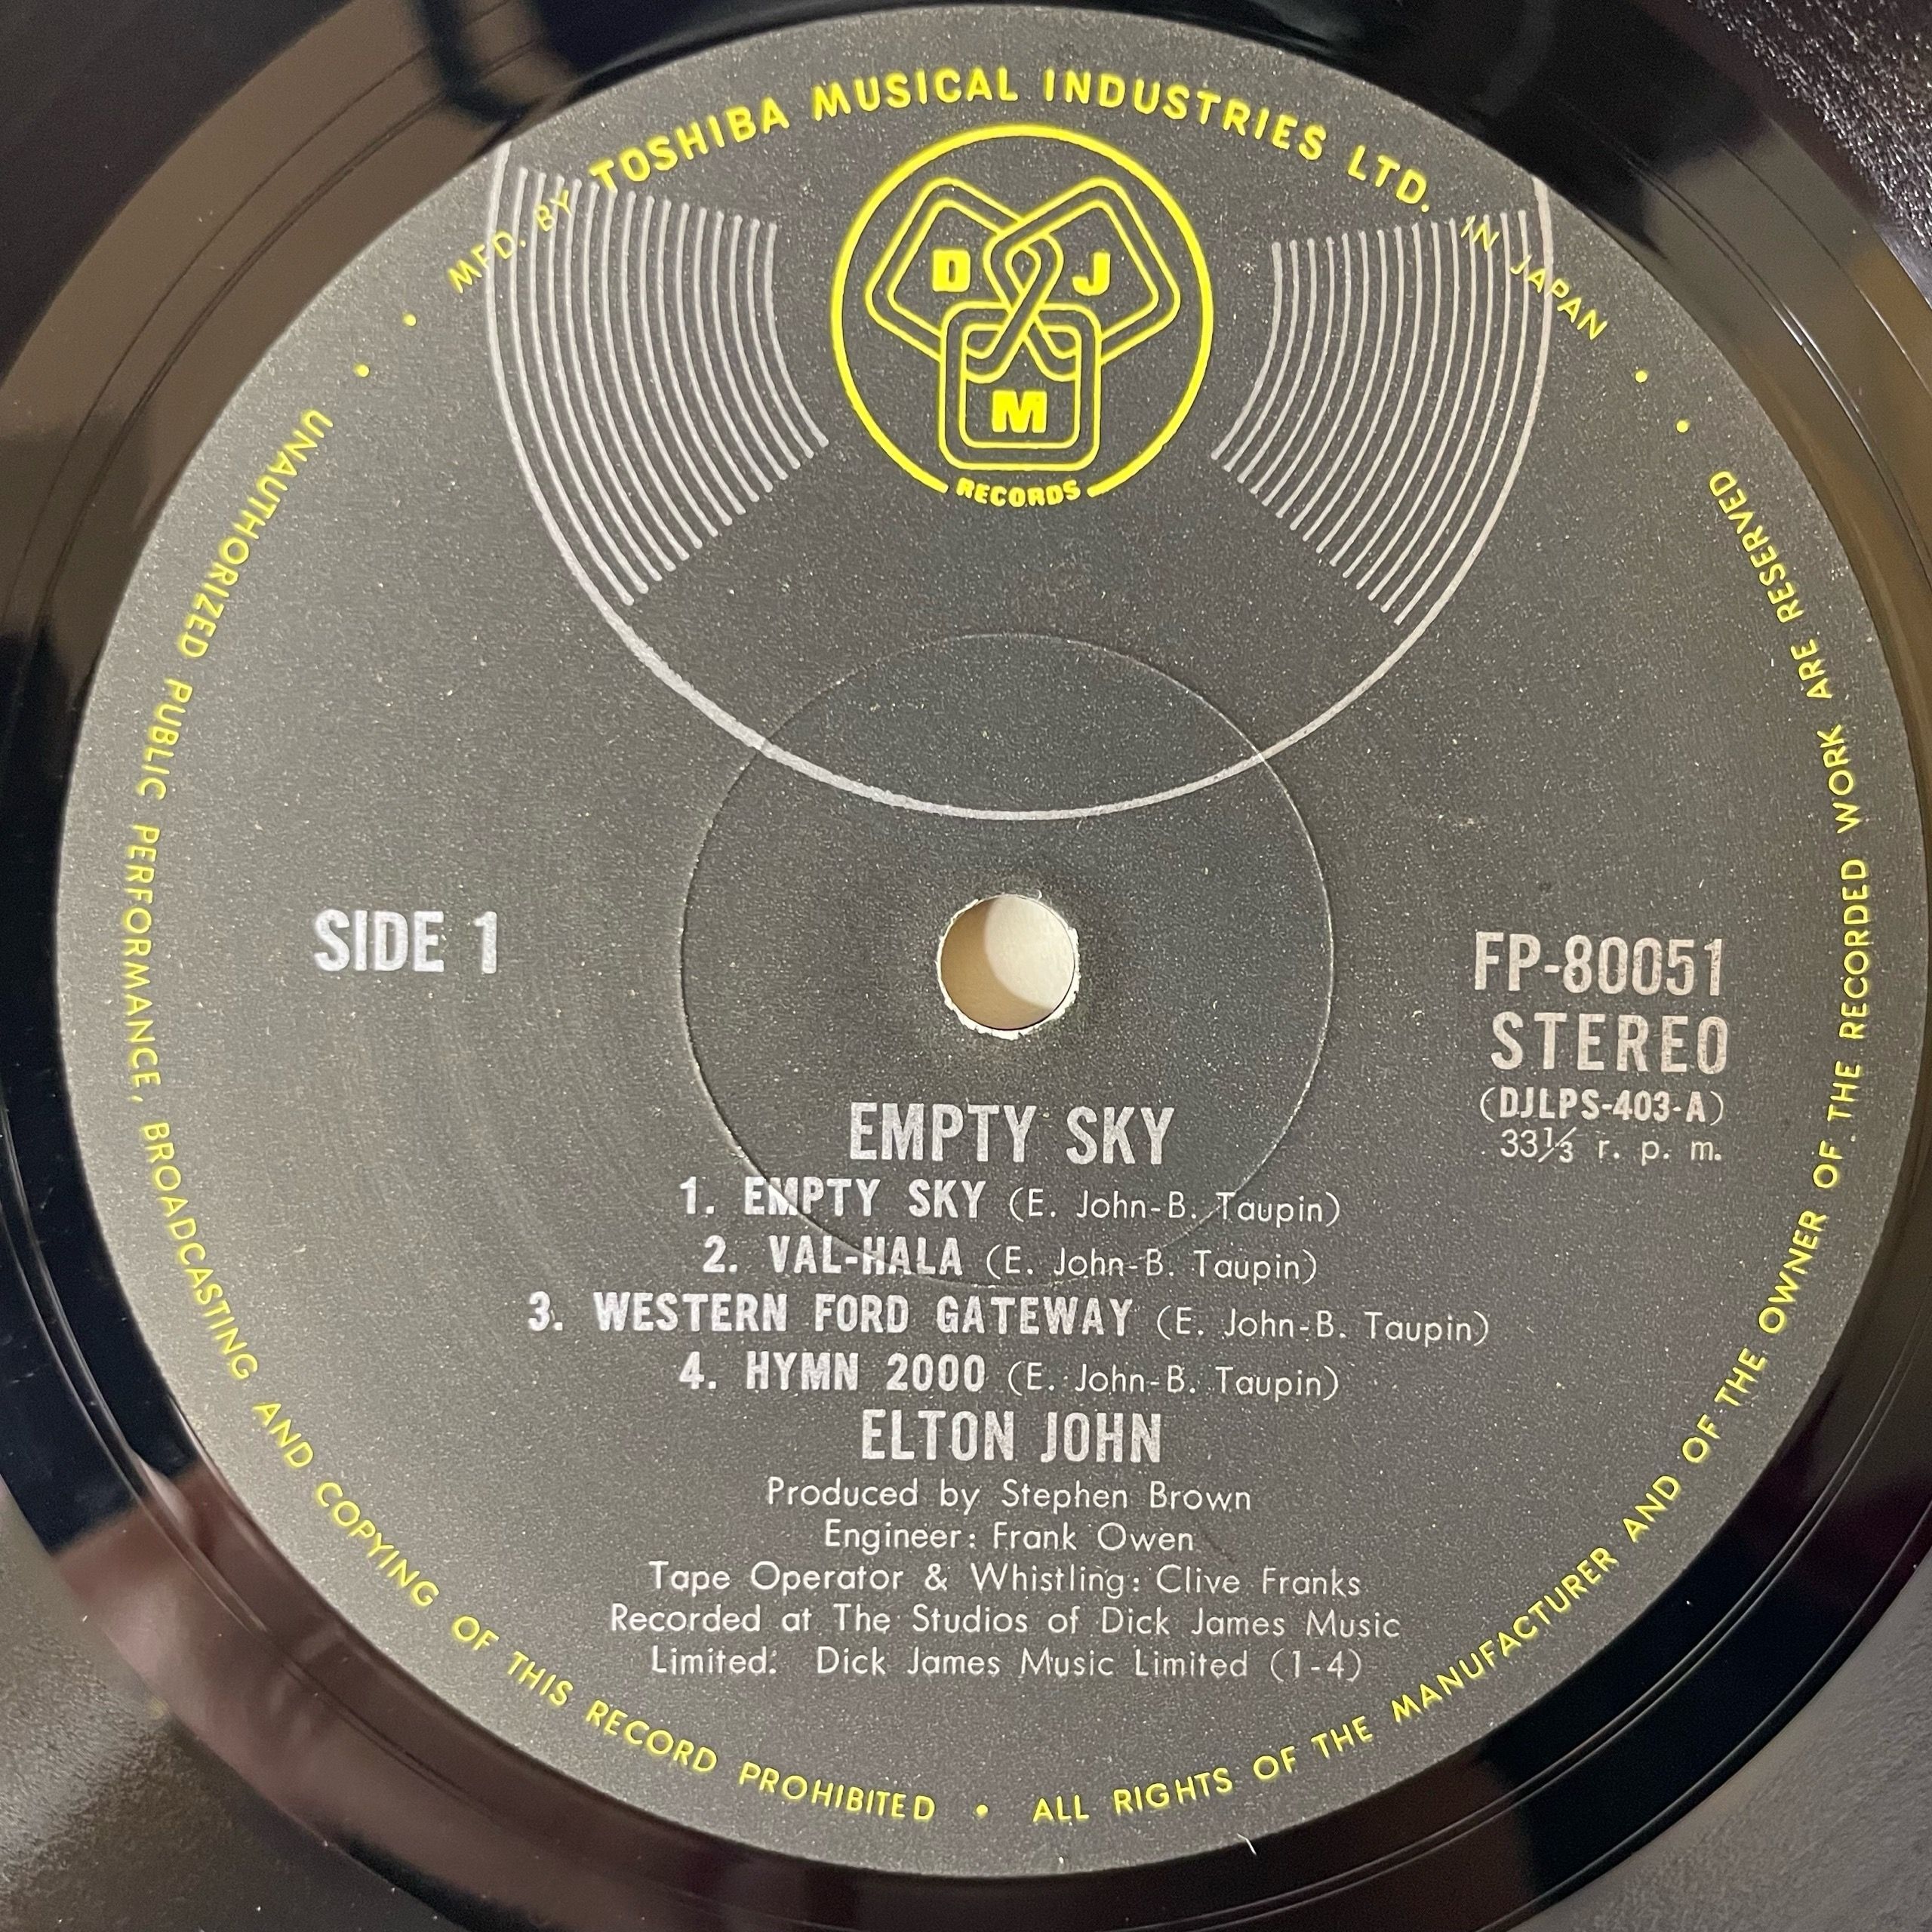 MFD. BY TOSHIBA MUSICAL INDUSTRIES LTD. IN JAPAN
D J
M
RECORDS
SIDE 1
FP-80051
STEREO
(DJLPS-403-A)
33⅓ r. p. m.
EMPTY SKY
1. EMPTY SKY (E. John-B. Taupin)
2. VAL-HALA (E. John-B. Taupin)
3. WESTERN FORD GATEWAY (E. John-B. Taupin)
4. HYMN 2000 (E. John-B. Taupin)
ELTON JOHN
Produced by Stephen Brown
Engineer: Frank Owen
Tape Operator & Whistling: Clive Franks
Recorded at The Studios of Dick James Music
Limited: Dick James Music Limited (1-4)
UNAUTHORIZED PUBLIC PERFORMANCE, BROADCASTING AND COPYING OF THIS RECORD PROHIBITED • ALL RIGHTS OF THE MANUFACTURER AND OF THE OWNER OF THE RECORDED WORK ARE RESERVED